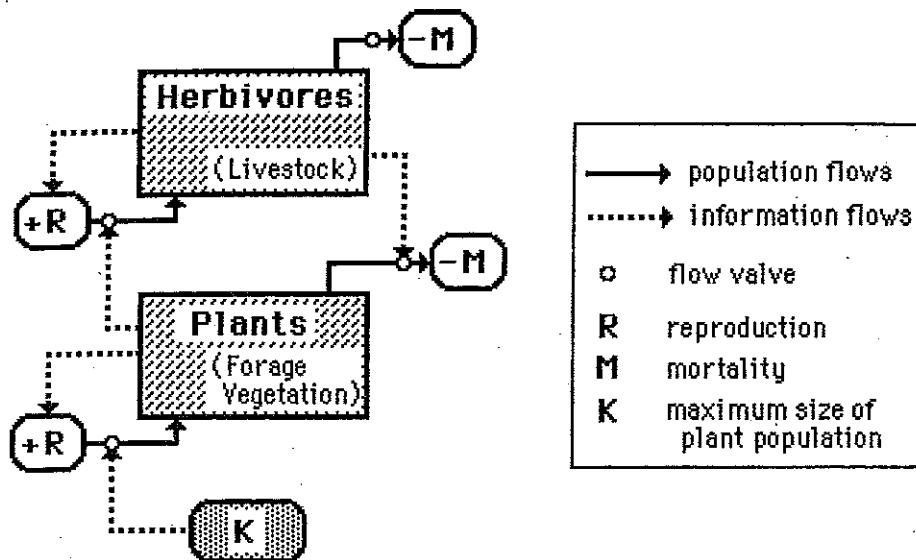 -M
Herbivores
(Livestock)
+R
-M
Plants
(Forage
Vegetation)
+R
K
population flows
information flows
flow valve
R reproduction
M mortality
K maximum size of
plant population